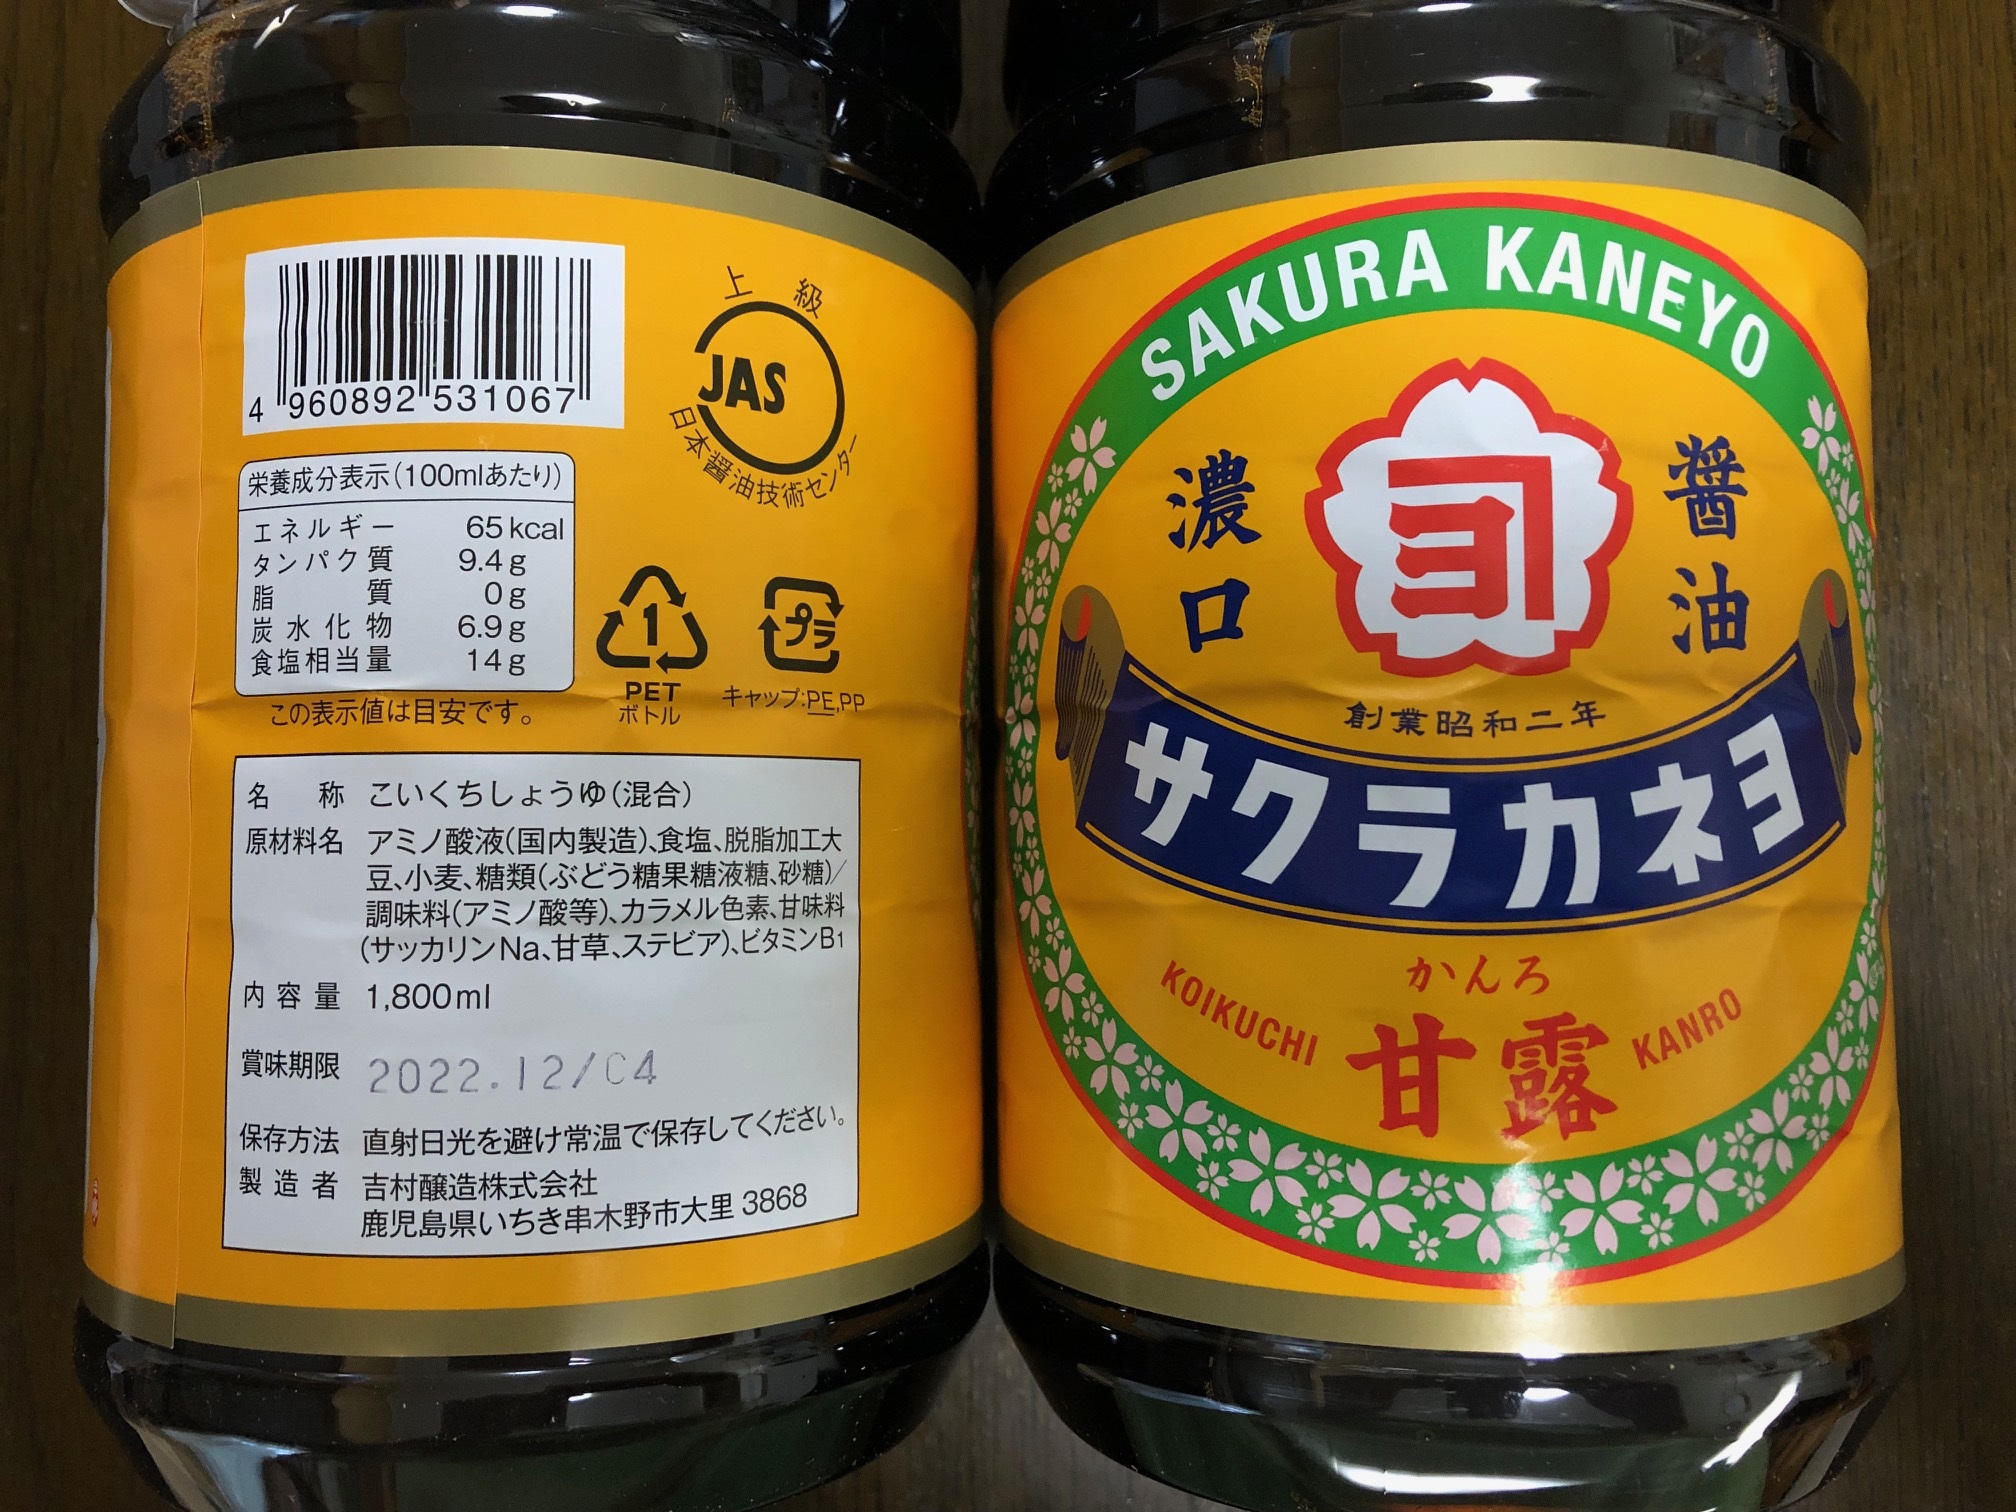 4 960892 531067
上級
JAS
日本醤油技術センター
栄養成分表示(100mlあたり)
エネルギー 65kcal
タンパク質 9.4g
脂質 0g
炭水化物 6.9g
食塩相当量 14g
この表示値は目安です。
1
PET
ボトル
プラ
キャップ:PE,PP
名称 こいくちしょうゆ(混合)
原材料名 アミノ酸液(国内製造)、食塩、脱脂加工大
豆、小麦、糖類(ぶどう糖果糖液糖、砂糖)/
調味料(アミノ酸等)、カラメル色素、甘味料
(サッカリンNa、甘草、ステビア)、ビタミンB1
内容量 1,800ml
賞味期限 2022.12/04
保存方法 直射日光を避け常温で保存してください。
製造者 吉村醸造株式会社
鹿児島県いちき串木野市大里3868
SAKURA KANEYO
濃口
ヨ
醤油
創業昭和二年
サクラカネヨ
かんろ
KOIKUCHI 甘露 KANRO